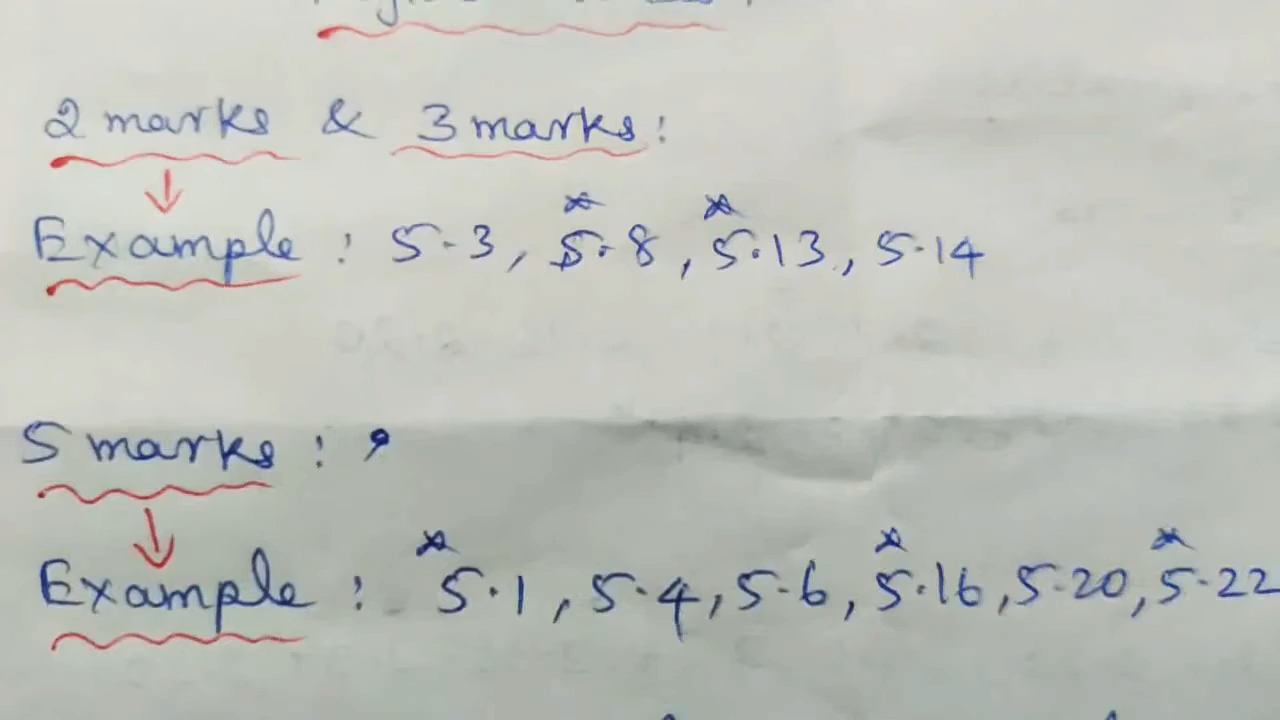 2 marks & 3 marks:
Example : 5.3, *5.8, *5.13, 5.14
5 marks :
Example : *5.1, 5.4, 5.6, *5.16, 5.20, *5.22